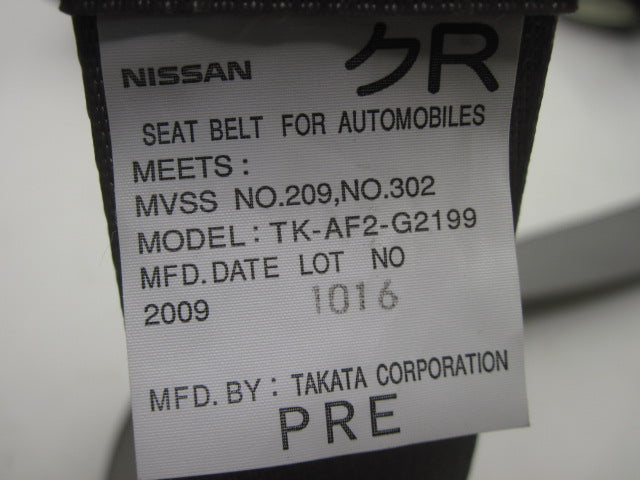 NISSAN クR
SEAT BELT FOR AUTOMOBILES
MEETS:
MVSS NO.209,NO.302
MODEL: TK-AF2-G2199
MFD.DATE LOT NO
2009 1016
MFD.BY: TAKATA CORPORATION
PRE